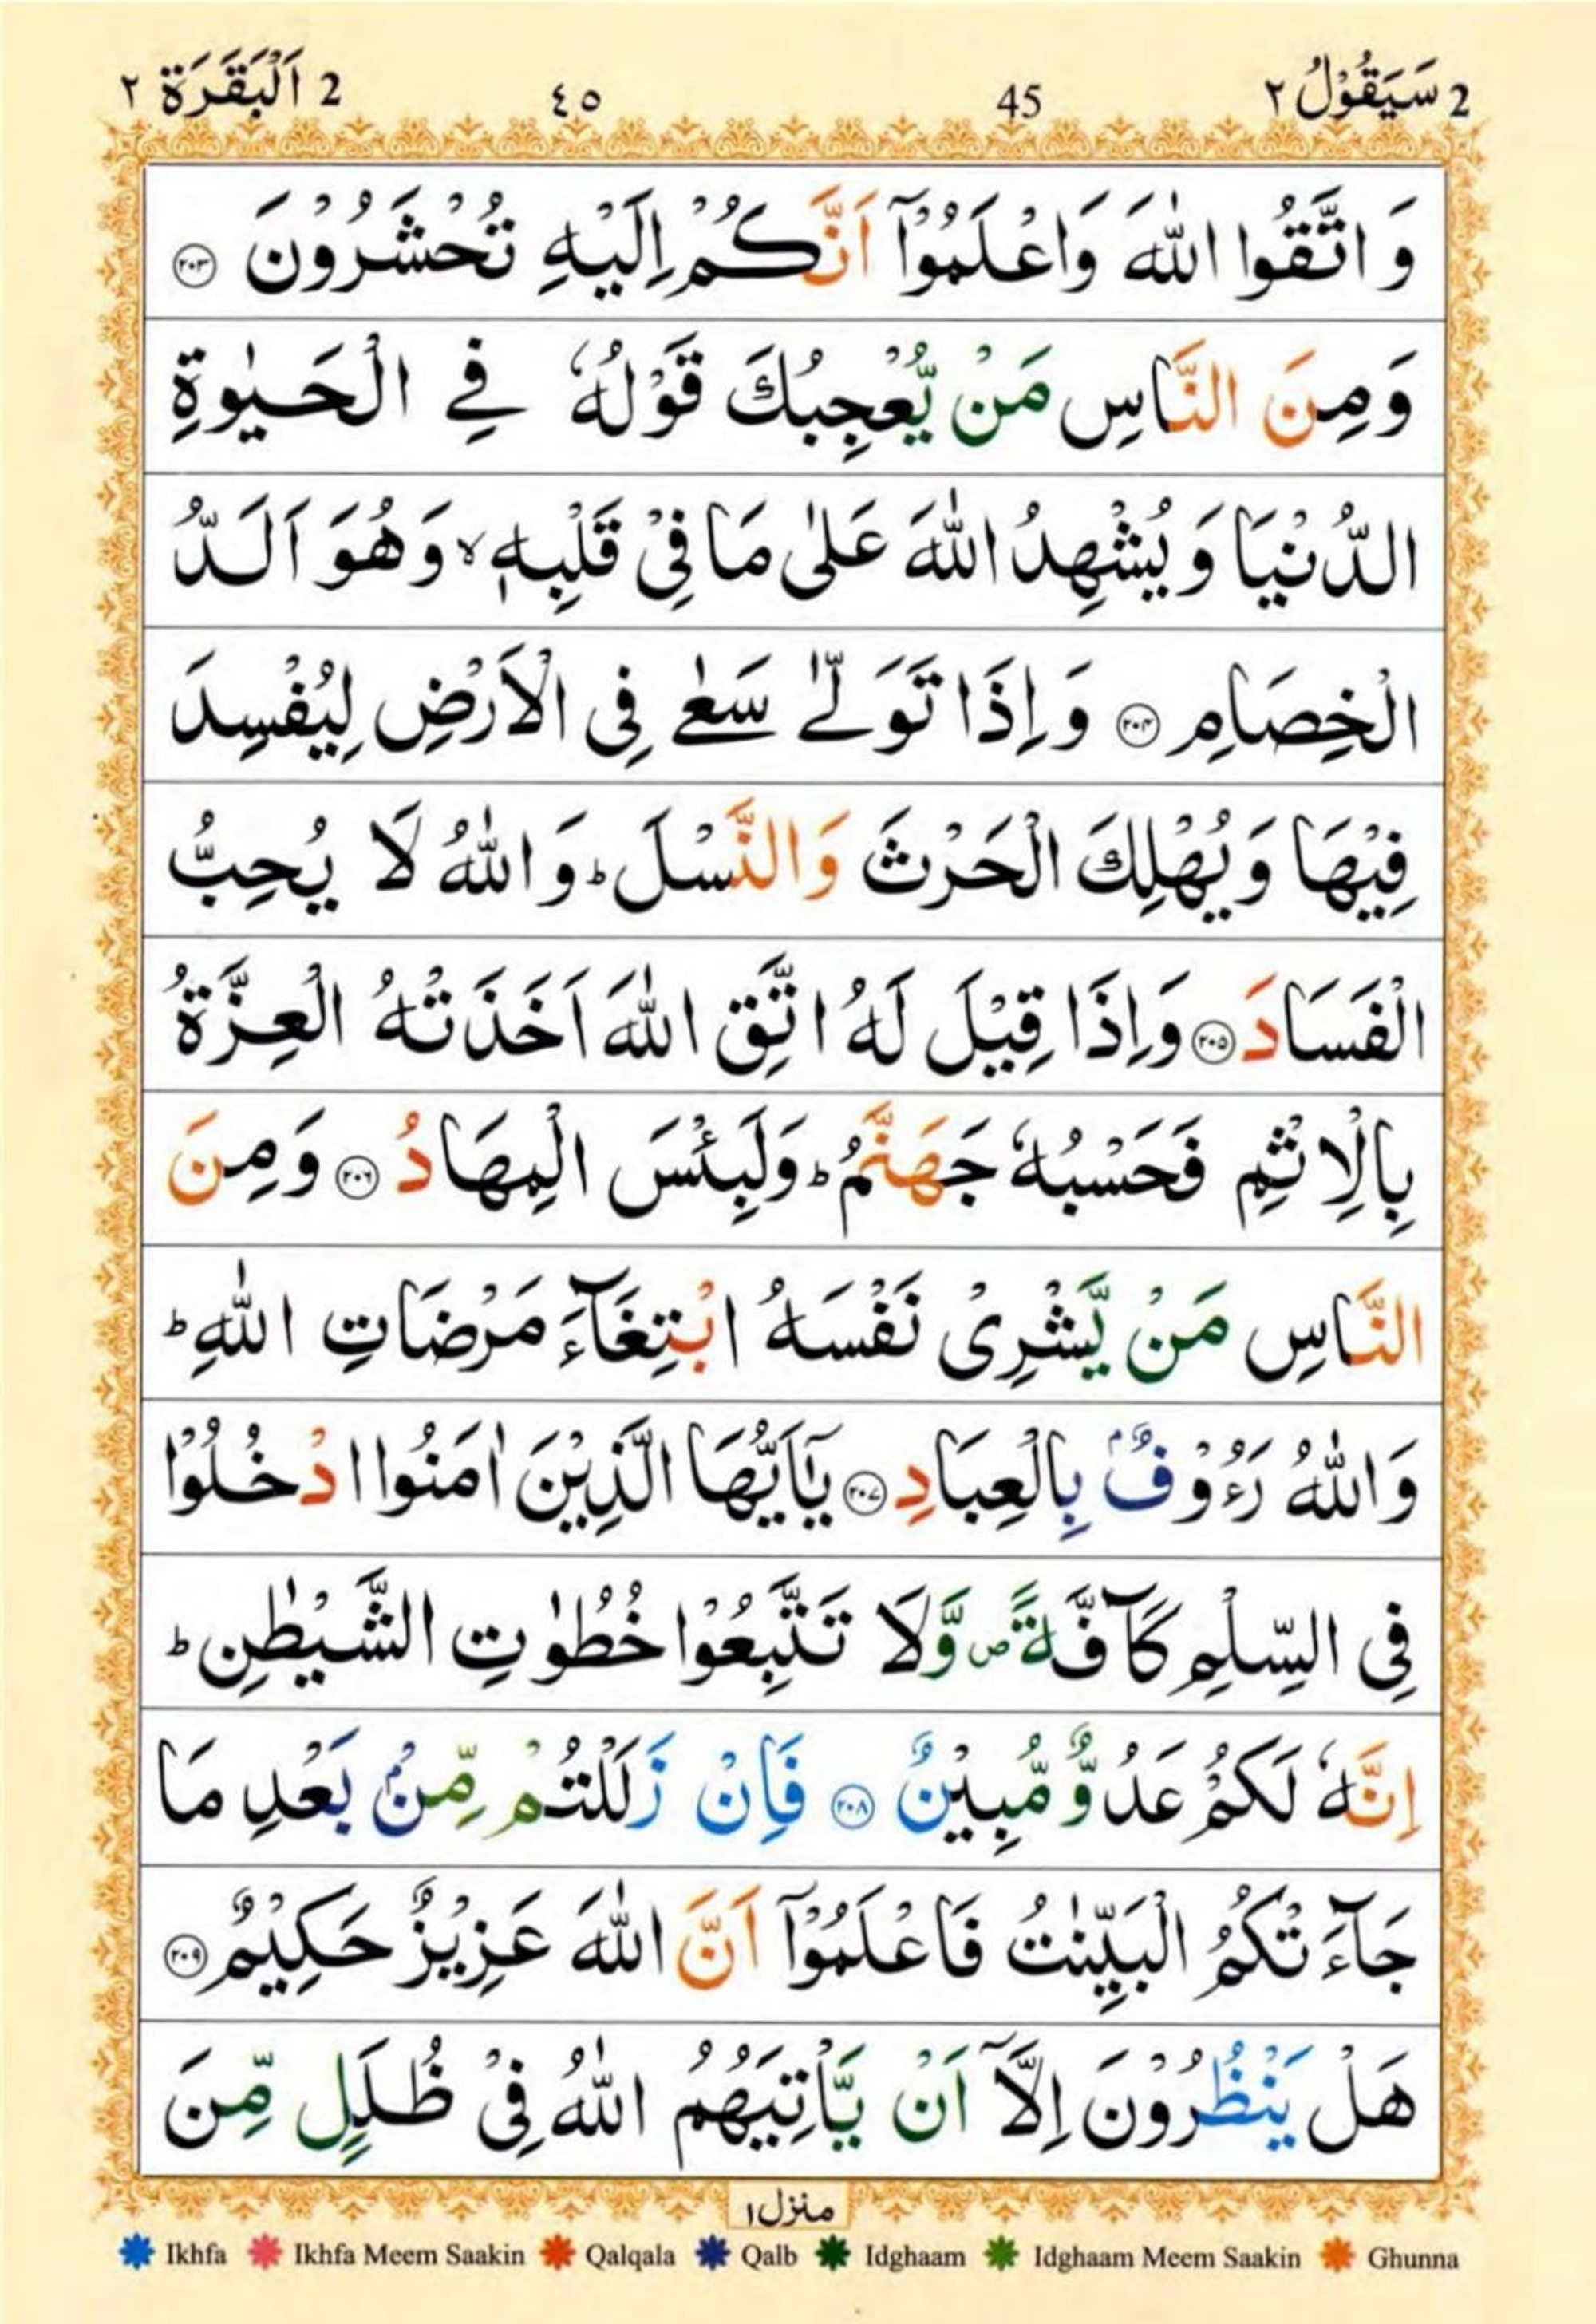 2 سَيَقُوْلُ ٢ 45 ٤٥ 2 اَلْبَقَرَة ٢
وَ اتَّقُوا اللّٰهَ وَاعْلَمُوْۤا اَنَّكُمْ اِلَيْهِ تُحْشَرُوْنَ ۝٢٠٣
وَمِنَ النَّاسِ مَنْ يُّعْجِبُكَ قَوْلُهٗ فِي الْحَيٰوةِ
الدُّنْيَا وَيُشْهِدُ اللّٰهَ عَلٰى مَا فِيْ قَلْبِهٖ ۙ وَهُوَ اَلَدُّ
الْخِصَامِ ۝٢٠٤ وَاِذَا تَوَلّٰى سَعٰى فِى الْاَرْضِ لِيُفْسِدَ
فِيْهَا وَيُهْلِكَ الْحَرْثَ وَالنَّسْلَ ؕ وَاللّٰهُ لَا يُحِبُّ
الْفَسَادَ ۝٢٠٥ وَاِذَا قِيْلَ لَهُ اتَّقِ اللّٰهَ اَخَذَتْهُ الْعِزَّةُ
بِالْاِثْمِ فَحَسْبُهٗ جَهَنَّمُ ؕ وَلَبِئْسَ الْمِهَادُ ۝٢٠٦ وَمِنَ
النَّاسِ مَنْ يَّشْرِىْ نَفْسَهُ ابْتِغَآءَ مَرْضَاتِ اللّٰهِ ؕ
وَاللّٰهُ رَءُوْفٌۢ بِالْعِبَادِ ۝٢٠٧ يٰۤاَيُّهَا الَّذِيْنَ اٰمَنُوا ادْخُلُوْا
فِى السِّلْمِ كَآفَّةً ۪ وَّلَا تَتَّبِعُوْا خُطُوٰتِ الشَّيْطٰنِ ؕ
اِنَّهٗ لَكُمْ عَدُوٌّ مُّبِيْنٌ ۝٢٠٨ فَاِنْ زَلَلْتُمْ مِّنْۢ بَعْدِ مَا
جَآءَتْكُمُ الْبَيِّنٰتُ فَاعْلَمُوْۤا اَنَّ اللّٰهَ عَزِيْزٌ حَكِيْمٌ ۝٢٠٩
هَلْ يَنْظُرُوْنَ اِلَّاۤ اَنْ يَّاْتِيَهُمُ اللّٰهُ فِيْ ظُلَلٍ مِّنَ
منزل ١
Ikhfa Ikhfa Meem Saakin Qalqala Qalb Idghaam Idghaam Meem Saakin Ghunna